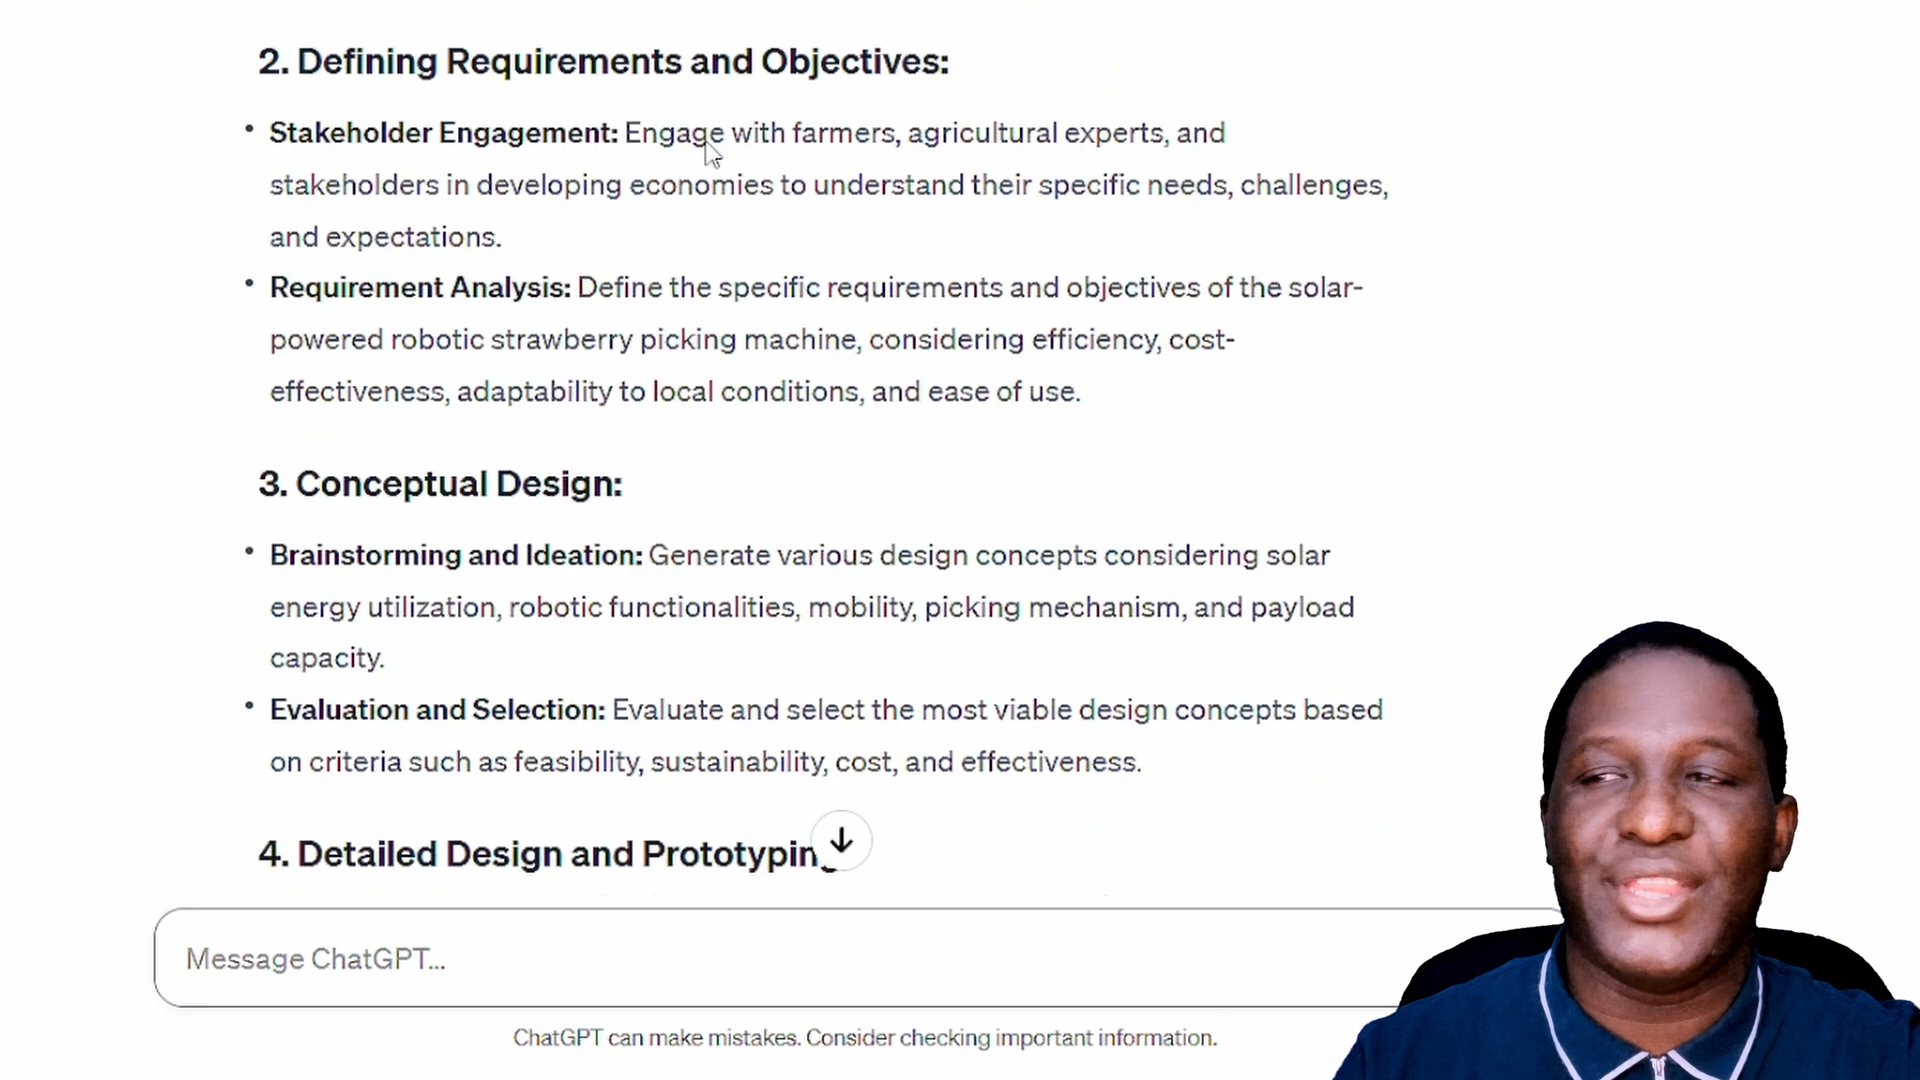 2. Defining Requirements and Objectives:
• Stakeholder Engagement: Engage with farmers, agricultural experts, and
stakeholders in developing economies to understand their specific needs, challenges,
and expectations.
• Requirement Analysis: Define the specific requirements and objectives of the solar-
powered robotic strawberry picking machine, considering efficiency, cost-
effectiveness, adaptability to local conditions, and ease of use.
3. Conceptual Design:
• Brainstorming and Ideation: Generate various design concepts considering solar
energy utilization, robotic functionalities, mobility, picking mechanism, and payload
capacity.
• Evaluation and Selection: Evaluate and select the most viable design concepts based
on criteria such as feasibility, sustainability, cost, and effectiveness.
4. Detailed Design and Prototyping
Message ChatGPT...
ChatGPT can make mistakes. Consider checking important information.